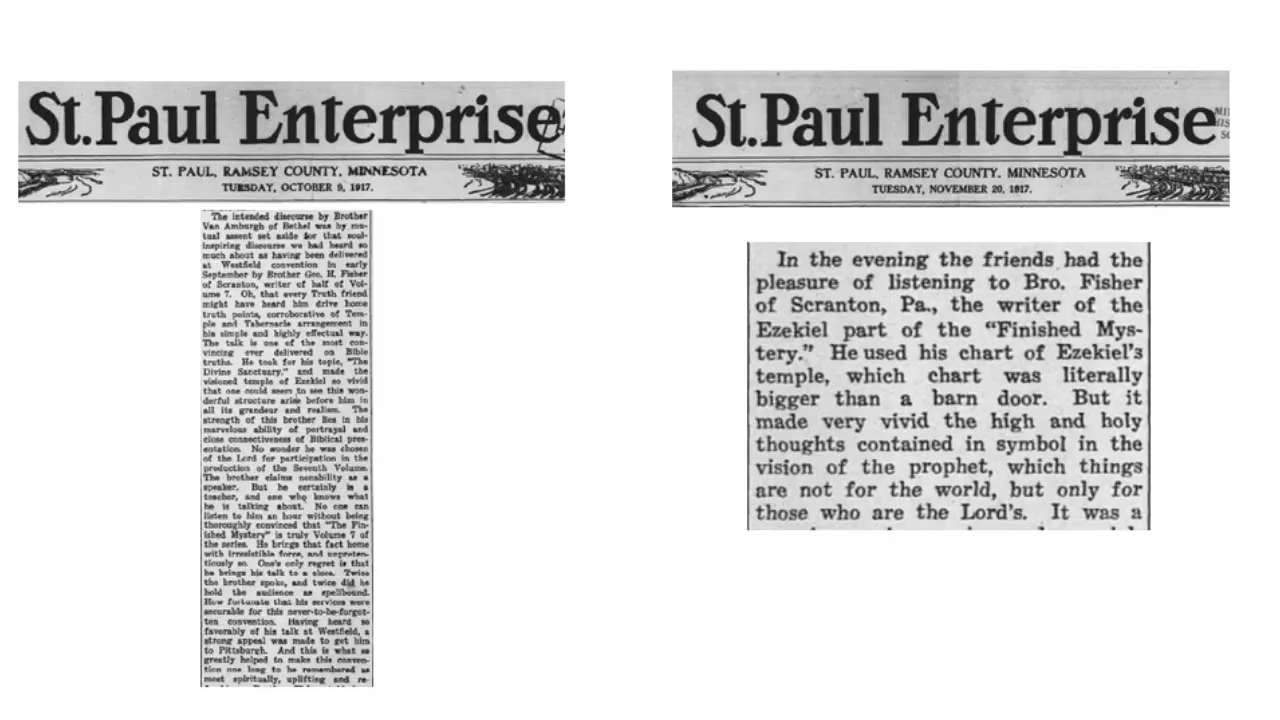 St. Paul Enterprise
ST. PAUL, RAMSEY COUNTY, MINNESOTA
TUESDAY, OCTOBER 9, 1917.
The intended discourse by Brother
Van Amburgh of Bethel was by mu-
tual assent set aside for that soul-
inspiring discourse we had heard so
much about as having been delivered
at Westfield convention in early
September by Brother Geo. H. Fisher
of Scranton, writer of half of Vol-
ume 7. Oh, that every Truth friend
might have heard him drive home
truth points, corroborative of Tem-
ple and Tabernacle arrangement in
his simple and highly effectual way.
The talk is one of the most con-
vincing ever delivered on Bible
truths. He took for his topic, "The
Divine Sanctuary," and made the
visioned temple of Ezekiel so vivid
that one could seem to see this won-
derful structure arise before him in
all its grandeur and realism. The
strength of this brother lies in his
marvelous ability of portrayal and
close connectiveness of Biblical pres-
entation. No wonder he was chosen
of the Lord for participation in the
production of the Seventh Volume.
The brother claims nonability as a
speaker. But he certainly is a
teacher, and one who knows what
he is talking about. No one can
listen to him an hour without being
thoroughly convinced that "The Fin-
ished Mystery" is truly Volume 7 of
the series. He brings that fact home
with irresistible force, and unpreten-
tiously so. One's only regret is that
he brings his talk to a close. Twice
the brother spoke, and twice did he
hold the audience as spellbound.
How fortunate that his services were
securable for this never-to-be-forgot-
ten convention. Having heard so
favorably of his talk at Westfield, a
strong appeal was made to get him
to Pittsburgh. And this is what so
greatly helped to make this conven-
tion one long to be remembered as
meet spiritually, uplifting and re-
St. Paul Enterprise
ST. PAUL, RAMSEY COUNTY, MINNESOTA
TUESDAY, NOVEMBER 20, 1917.
In the evening the friends had the
pleasure of listening to Bro. Fisher
of Scranton, Pa., the writer of the
Ezekiel part of the "Finished Mys-
tery." He used his chart of Ezekiel's
temple, which chart was literally
bigger than a barn door. But it
made very vivid the high and holy
thoughts contained in symbol in the
vision of the prophet, which things
are not for the world, but only for
those who are the Lord's. It was a